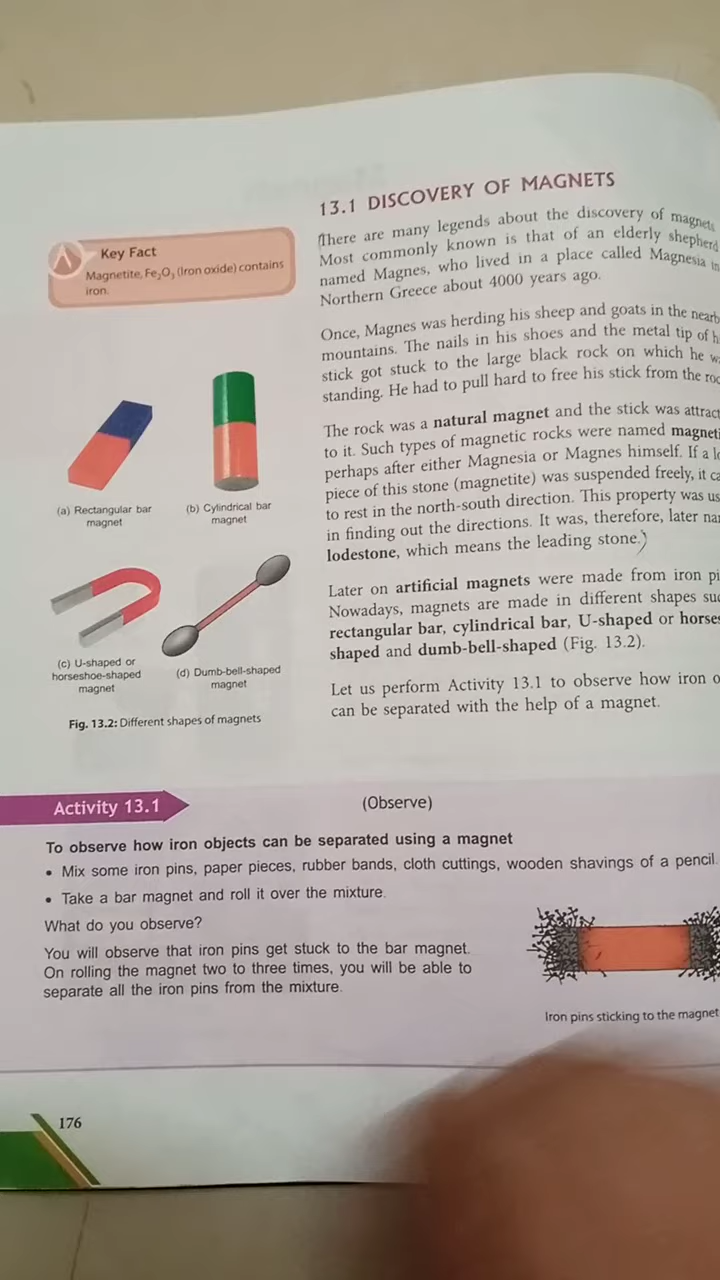 13.1 DISCOVERY OF MAGNETS
There are many legends about the discovery of magnets
Most commonly known is that of an elderly shepherd
named Magnes, who lived in a place called Magnesia in
Northern Greece about 4000 years ago.
Once, Magnes was herding his sheep and goats in the
mountains. The nails in his shoes and the metal tip of
stick got stuck to the large black rock on which he
standing. He had to pull hard to free his stick from the
The rock was a natural magnet and the stick was
to it. Such types of magnetic rocks were named
perhaps after either Magnesia or Magnes himself. If a
piece of this stone (magnetite) was suspended freely, it
to rest in the north-south direction. This property was
in finding out the directions. It was, therefore, later
lodestone, which means the leading stone.)
Later on artificial magnets were made from iron
Nowadays, magnets are made in different shapes
rectangular bar, cylindrical bar, U-shaped or
shaped and dumb-bell-shaped (Fig. 13.2).
Let us perform Activity 13.1 to observe how iron
can be separated with the help of a magnet.
Key Fact
Magnetite, Fe₂O₃ (Iron oxide) contains
iron.
(a) Rectangular bar
magnet
(b) Cylindrical bar
magnet
(c) U-shaped or
horseshoe-shaped
magnet
(d) Dumb-bell-shaped
magnet
Fig. 13.2: Different shapes of magnets
Activity 13.1
(Observe)
To observe how iron objects can be separated using a magnet
• Mix some iron pins, paper pieces, rubber bands, cloth cuttings, wooden shavings of a pencil.
• Take a bar magnet and roll it over the mixture.
What do you observe?
You will observe that iron pins get stuck to the bar magnet.
On rolling the magnet two to three times, you will be able to
separate all the iron pins from the mixture.
Iron pins sticking to the magnet
176